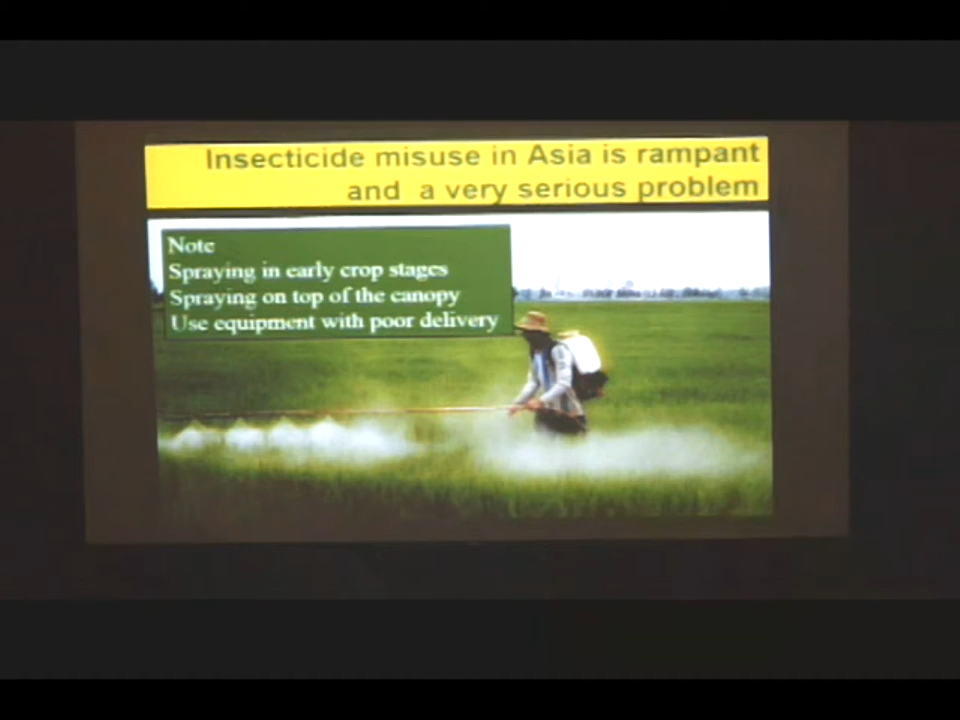 Insecticide misuse in Asia is rampant
and a very serious problem
Note
Spraying in early crop stages
Spraying on top of the canopy
Use equipment with poor delivery